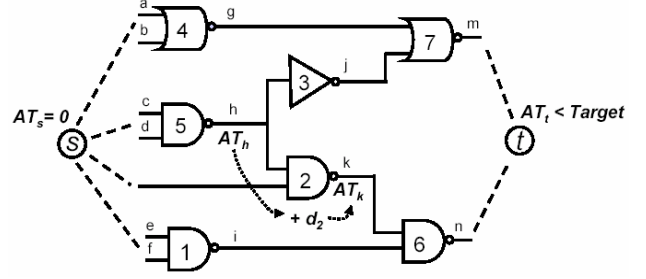 a
g
m
b
4
7
j
3
c
h
AT_s = 0
AT_t < Target
d
5
AT_h
s
t
k
2
AT_k
+ d_2
e
f
1
i
6
n